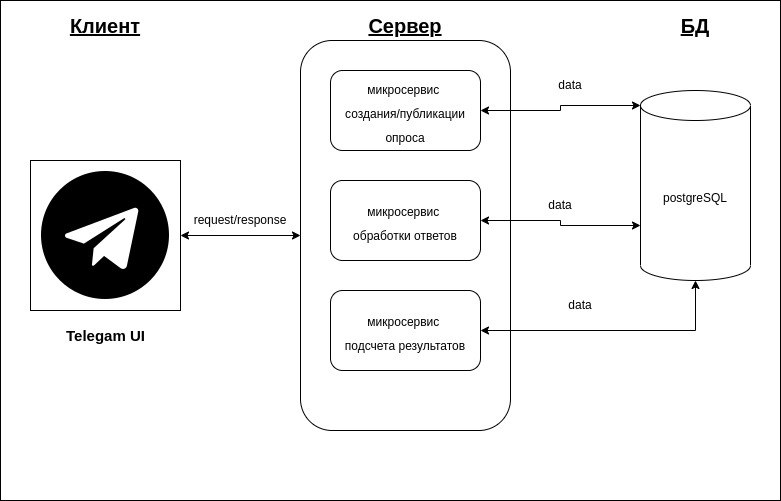 Клиент
Сервер
БД
микросервис
создания/публикации
опроса
data
request/response
микросервис
обработки ответов
data
postgreSQL
Telegam UI
микросервис
подсчета результатов
data